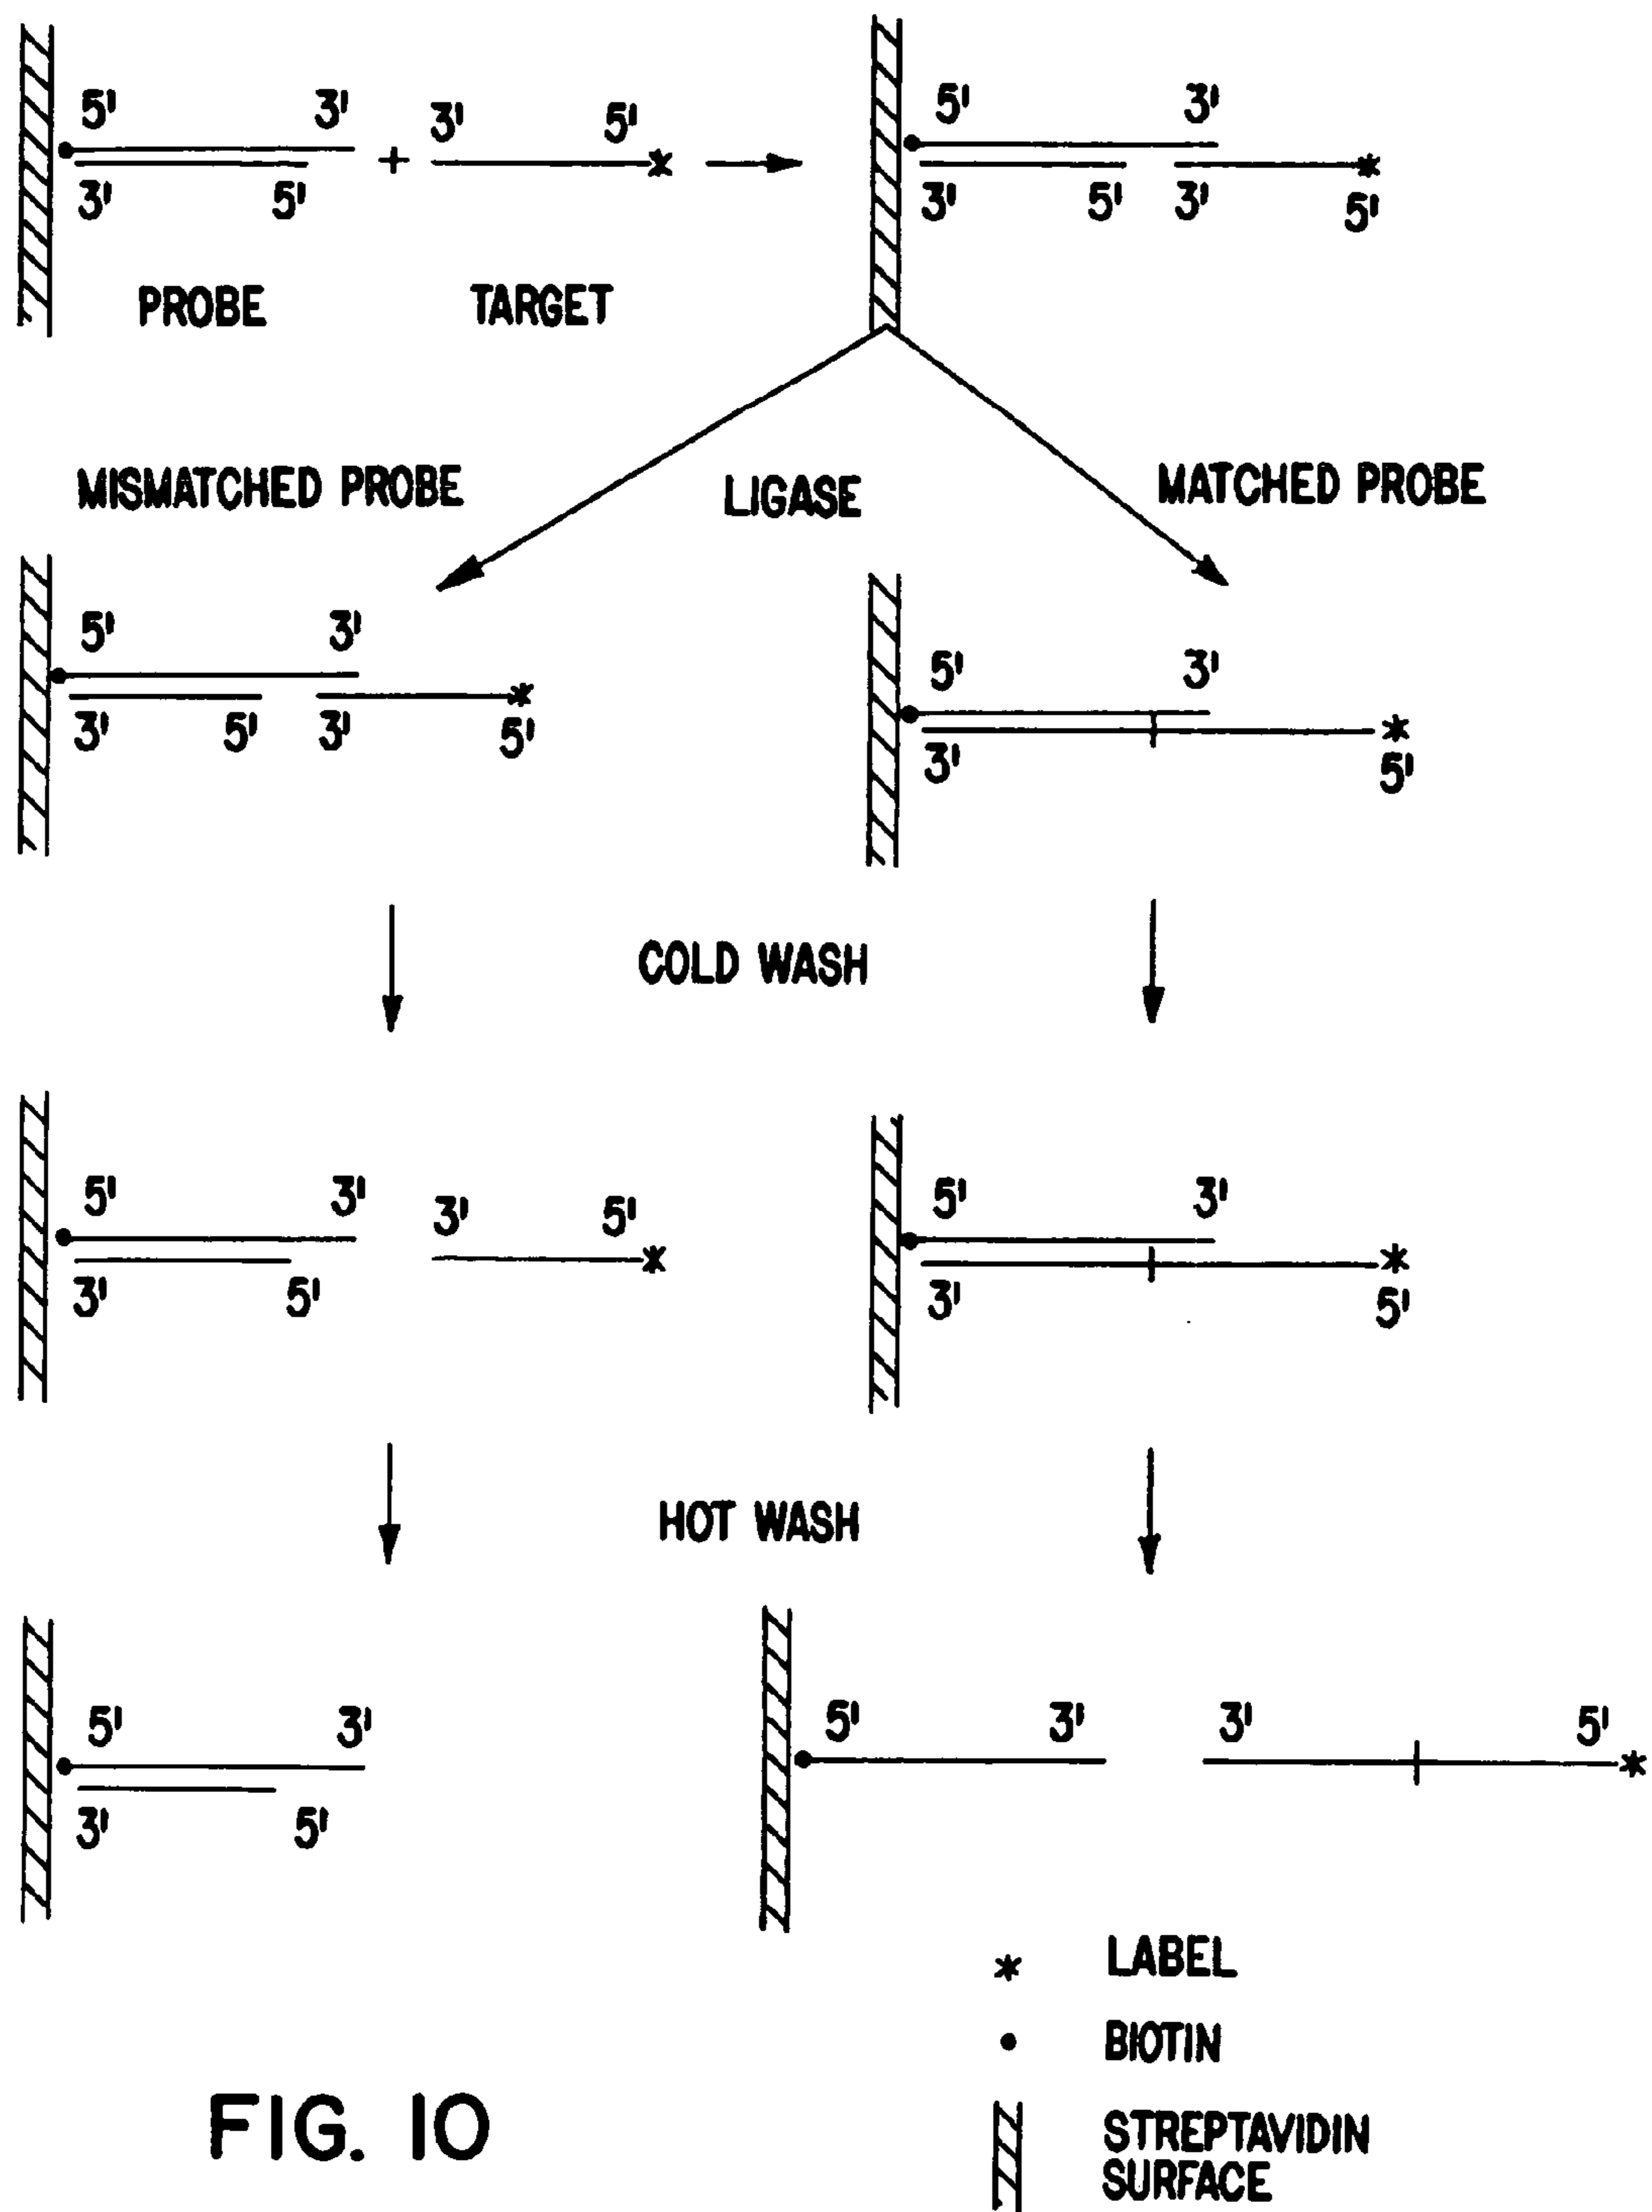 5' 3' 3' 5'
+
3' 5'
PROBE TARGET
5' 3'
3' 5' 3' 5'
MISMATCHED PROBE LIGASE MATCHED PROBE
5' 3'
3' 5' 3' 5'
5' 3'
3' 5'
COLD WASH
5' 3' 3' 5'
3' 5'
5' 3'
3' 5'
HOT WASH
5' 3'
3' 5'
5' 3' 3' 5'
* LABEL
• BIOTIN
STREPTAVIDIN
SURFACE
FIG. 10